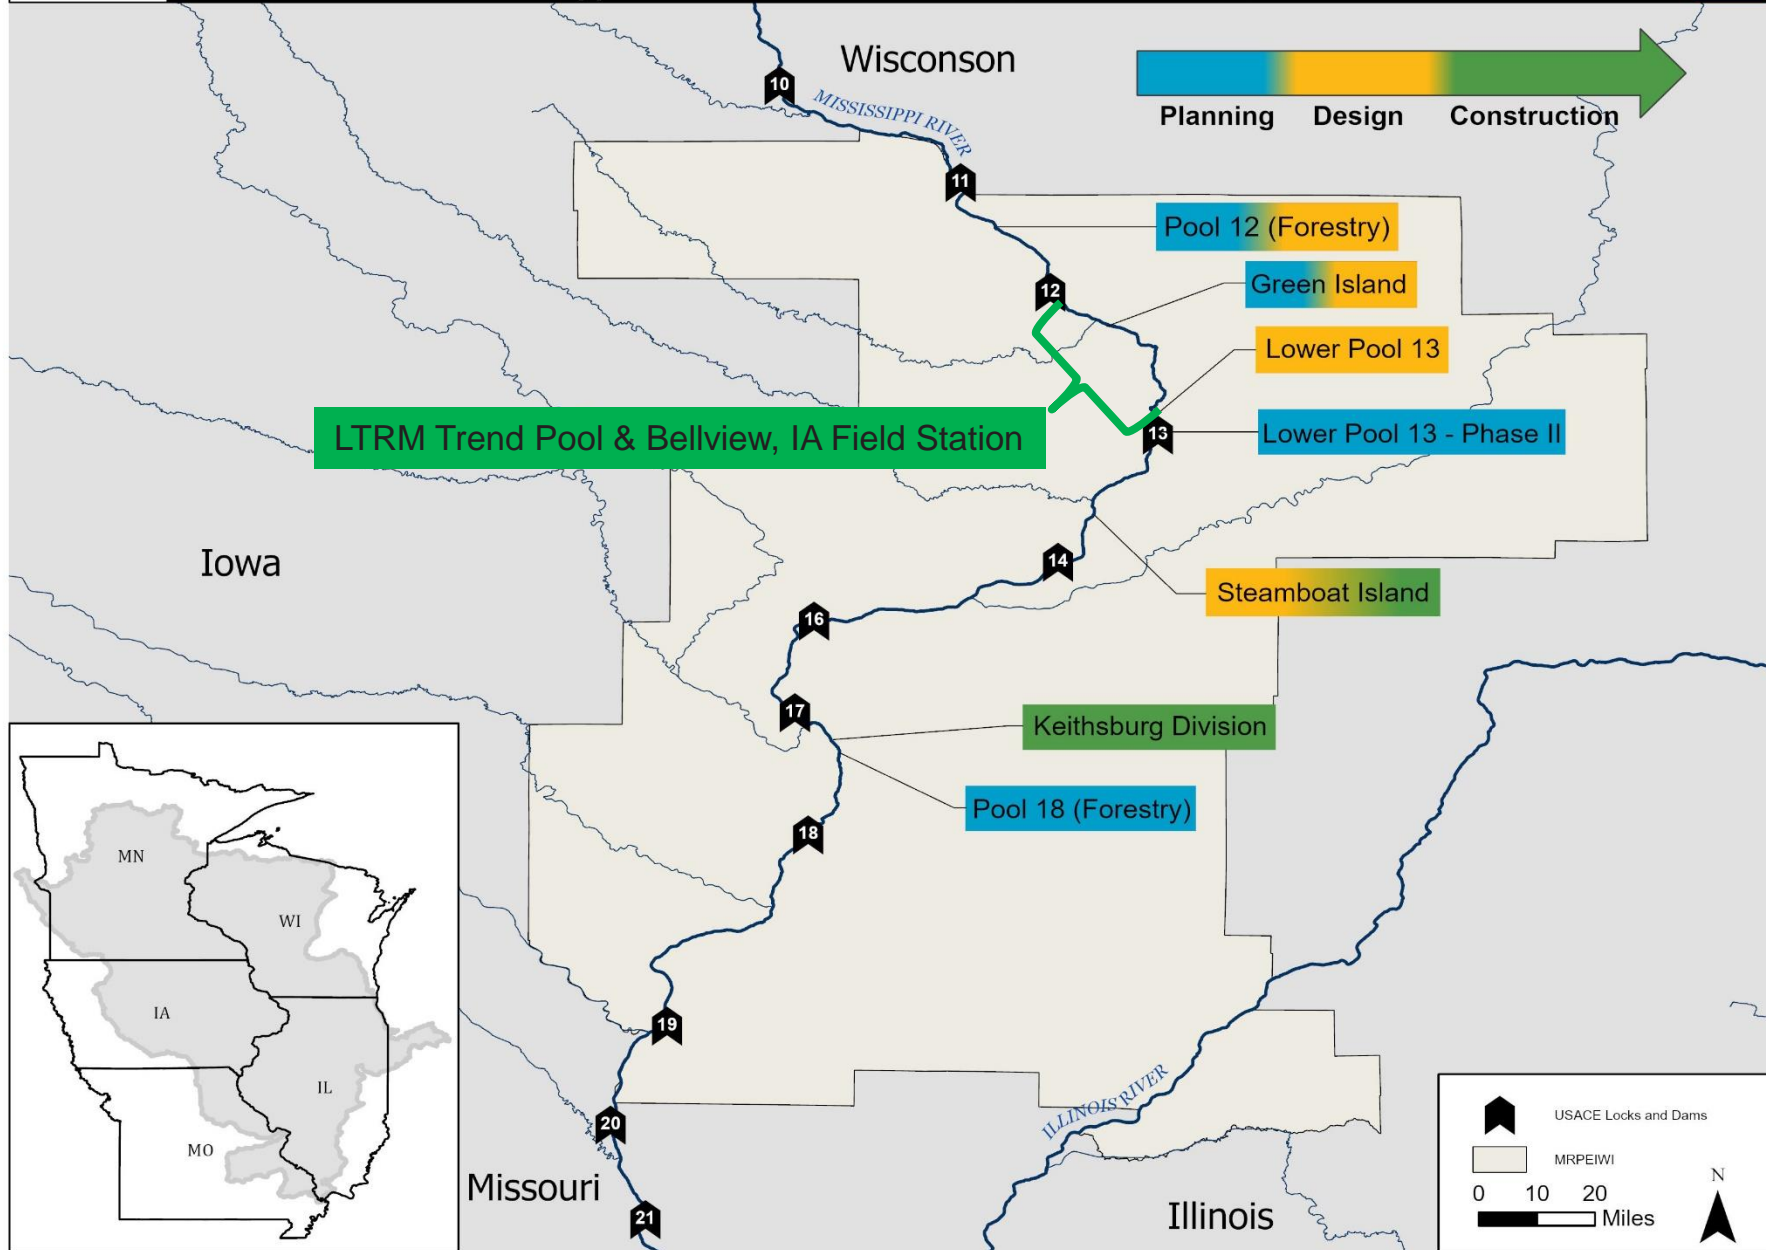 Wisconson
10
MISSISSIPPI RIVER
Planning Design Construction
11
Pool 12 (Forestry)
12
Green Island
Lower Pool 13
LTRM Trend Pool & Bellview, IA Field Station
13
Lower Pool 13 - Phase II
Iowa
14
Steamboat Island
16
17
Keithsburg Division
Pool 18 (Forestry)
18
MN
WI
IA
IL
MO
19
20
21
ILLINOIS RIVER
Missouri
Illinois
USACE Locks and Dams
MRPEIWI
0 10 20
Miles
N